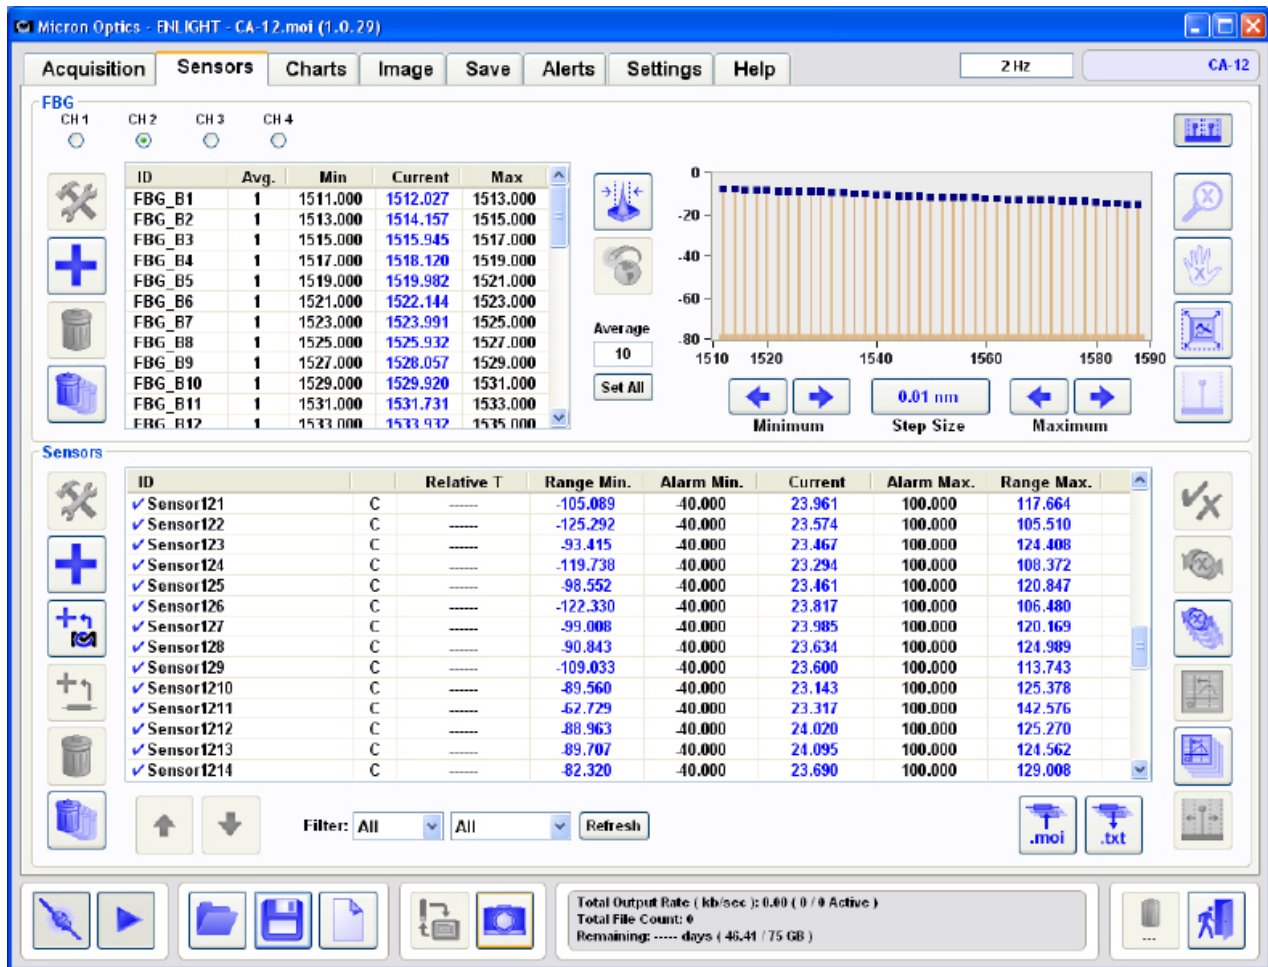 Micron Optics - ENLIGHT - CA-12.moi (1.0.29)
Acquisition Sensors Charts Image Save Alerts Settings Help 2 Hz CA-12
FBG
CH 1 CH 2 CH 3 CH 4
ID Avg. Min Current Max
FBG_B1 1 1511.000 1512.027 1513.000
FBG_B2 1 1513.000 1514.157 1515.000
FBG_B3 1 1515.000 1515.945 1517.000
FBG_B4 1 1517.000 1518.120 1519.000
FBG_B5 1 1519.000 1519.982 1521.000
FBG_B6 1 1521.000 1522.144 1523.000
FBG_B7 1 1523.000 1523.991 1525.000
FBG_B8 1 1525.000 1525.932 1527.000
FBG_B9 1 1527.000 1528.057 1529.000
FBG_B10 1 1529.000 1529.920 1531.000
FBG_B11 1 1531.000 1531.731 1533.000
FBG_B12 1 1533.000 1533.932 1535.000
Average
10
Set All
0
-20
-40
-60
-80
1510 1520 1540 1560 1580 1590
0.01 nm
Minimum Step Size Maximum
Sensors
ID Relative T Range Min. Alarm Min. Current Alarm Max. Range Max.
✓ Sensor121 C ------ -105.089 -40.000 23.961 100.000 117.664
✓ Sensor122 C ------ -125.292 -40.000 23.574 100.000 105.510
✓ Sensor123 C ------ -93.415 -40.000 23.467 100.000 124.408
✓ Sensor124 C ------ -119.738 -40.000 23.294 100.000 108.372
✓ Sensor125 C ------ -98.552 -40.000 23.461 100.000 120.847
✓ Sensor126 C ------ -122.330 -40.000 23.817 100.000 106.480
✓ Sensor127 C ------ -99.008 -40.000 23.985 100.000 120.169
✓ Sensor128 C ------ -90.843 -40.000 23.634 100.000 124.989
✓ Sensor129 C ------ -109.033 -40.000 23.600 100.000 113.743
✓ Sensor1210 C ------ -89.560 -40.000 23.143 100.000 125.378
✓ Sensor1211 C ------ -62.729 -40.000 23.317 100.000 142.576
✓ Sensor1212 C ------ -88.963 -40.000 24.020 100.000 125.270
✓ Sensor1213 C ------ -89.707 -40.000 24.095 100.000 124.562
✓ Sensor1214 C ------ -82.320 -40.000 23.690 100.000 129.008
Filter: All All Refresh
.moi .txt
Total Output Rate ( kb/sec ): 0.00 ( 0 / 0 Active )
Total File Count: 0
Remaining: ----- days ( 46.41 / 75 GB )
---